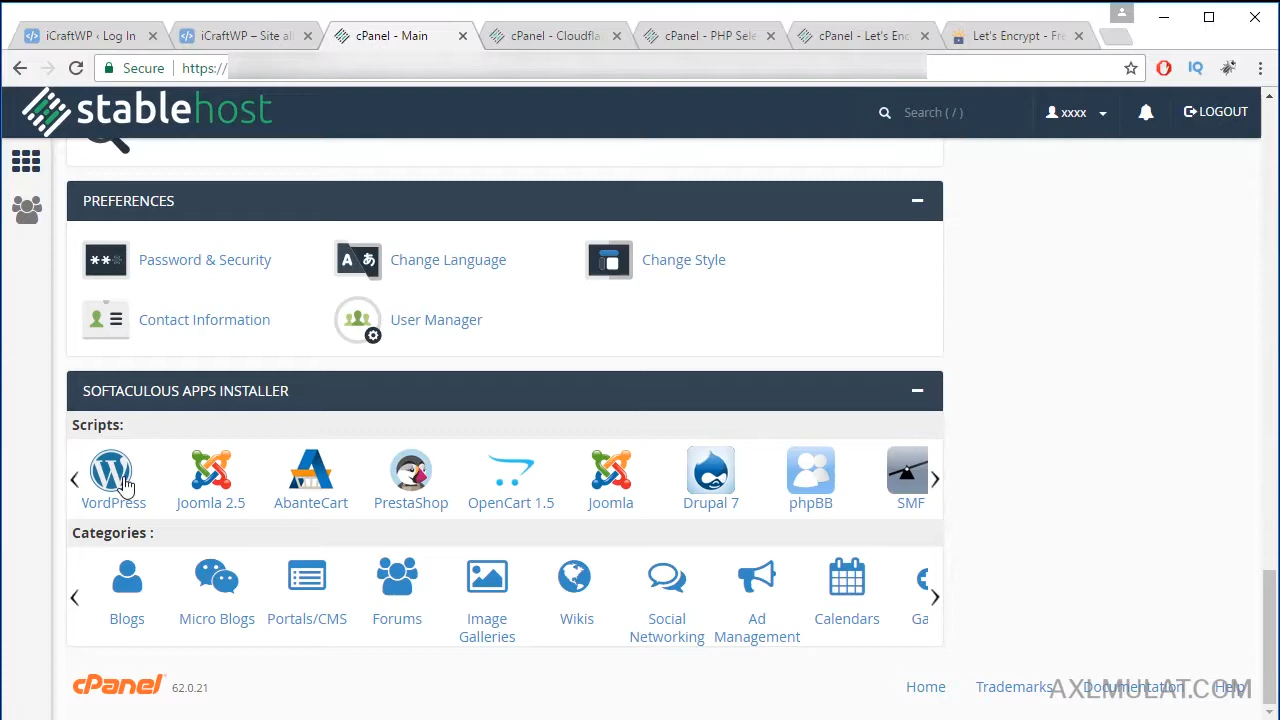 iCraftWP ‹ Log In
iCraftWP – Site al
cPanel - Main
cPanel - Cloudfla
cPanel - PHP Sele
cPanel - Let's Enc
Let's Encrypt - Fre
Secure
https://
IQ
stablehost
Search ( / )
xxxx
LOGOUT
PREFERENCES
Password & Security
Change Language
Change Style
Contact Information
User Manager
SOFTACULOUS APPS INSTALLER
Scripts:
VordPress
Joomla 2.5
AbanteCart
PrestaShop
OpenCart 1.5
Joomla
Drupal 7
phpBB
SMF
Categories :
Blogs
Micro Blogs
Portals/CMS
Forums
Image
Galleries
Wikis
Social
Networking
Ad
Management
Calendars
Ga
cPanel
62.0.21
Home
Trademarks
Documentation
Help
AXLMULAT.COM